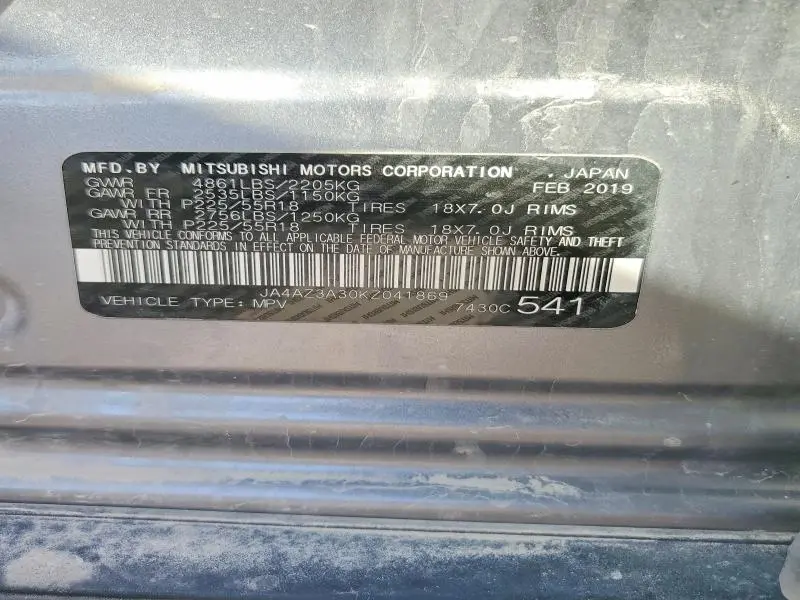 MFD.BY MITSUBISHI MOTORS CORPORATION , JAPAN
GVWR 4861LBS/2205KG FEB 2019
GAWR FR 2535LBS/1150KG
WITH P225/55R18 TIRES 18X7.0J RIMS
GAWR RR 2756LBS/1250KG
WITH P225/55R18 TIRES 18X7.0J RIMS
THIS VEHICLE CONFORMS TO ALL APPLICABLE FEDERAL MOTOR VEHICLE SAFETY AND THEFT
PREVENTION STANDARDS IN EFFECT ON THE DATE OF MANUFACTURE SHOWN ABOVE.
JA4AZ3A30KZ041869
VEHICLE TYPE: MPV 7430C 541